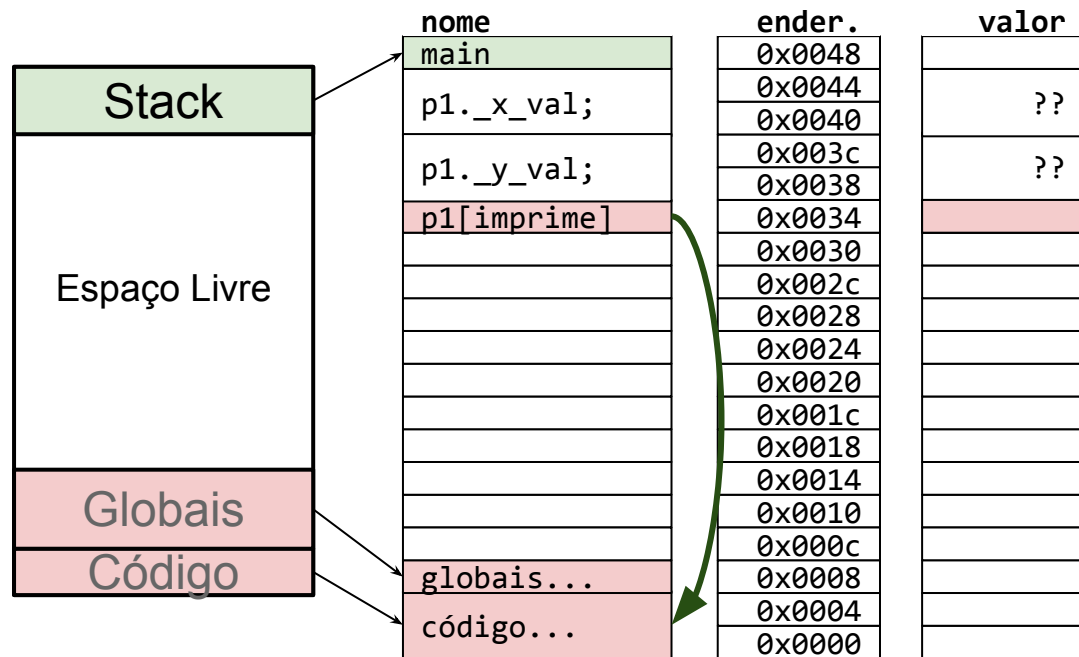 nome ender. valor
main 0x0048
Stack
0x0044
p1._x_val; ??
0x0040
0x003c
p1._y_val; ??
0x0038
p1[imprime] 0x0034
0x0030
Espaço Livre
0x002c
0x0028
0x0024
0x0020
0x001c
0x0018
0x0014
Globais
0x0010
0x000c
Código
globais... 0x0008
0x0004
código...
0x0000